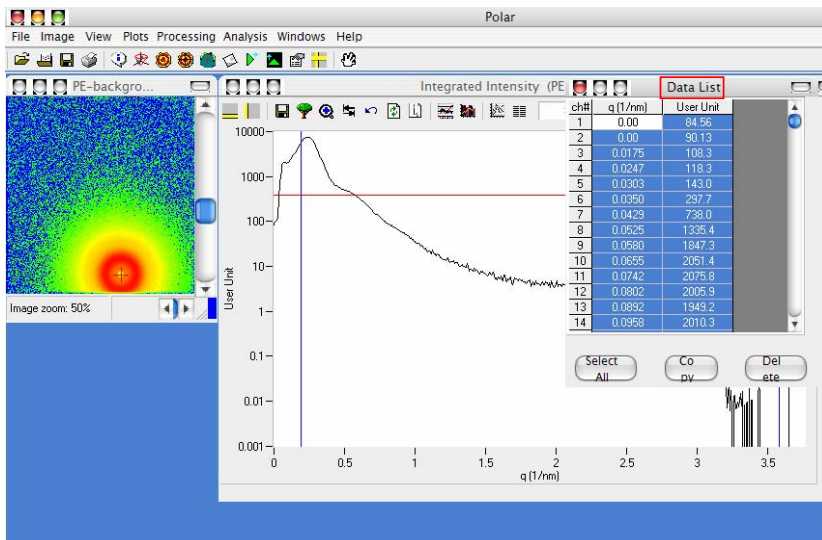 Polar
File Image View Plots Processing Analysis Windows Help
PE-backgro...
Integrated Intensity (PE
Data List
ch# q (1/nm) User Unit
1 0.00 84.56
2 0.00 90.13
3 0.0175 108.3
4 0.0247 118.3
5 0.0303 143.0
6 0.0350 297.7
7 0.0429 738.0
8 0.0525 1335.4
9 0.0580 1847.3
10 0.0655 2051.4
11 0.0742 2075.8
12 0.0802 2005.9
13 0.0892 1949.2
14 0.0958 2010.3
Select All
Co py
Del ete
Image zoom: 50%
User Unit
10000
1000
100
10
1
0.1
0.01
0.001
0 0.5 1 1.5 2 2.5 3 3.5
q (1/nm)